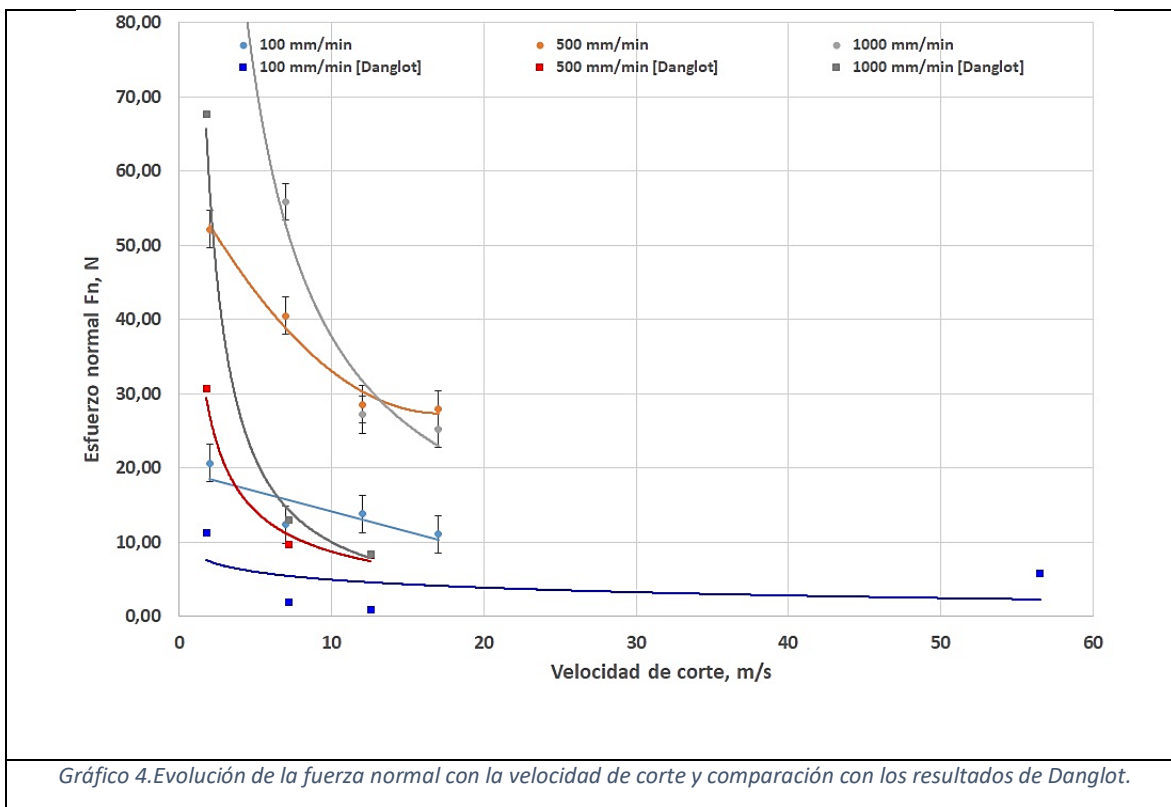 80,00
100 mm/min 500 mm/min 1000 mm/min
100 mm/min [Danglot] 500 mm/min [Danglot] 1000 mm/min [Danglot]
70,00
60,00
50,00
40,00
30,00
20,00
10,00
0,00
Esfuerzo normal Fn, N
0 10 20 30 40 50 60
Velocidad de corte, m/s
Gráfico 4.Evolución de la fuerza normal con la velocidad de corte y comparación con los resultados de Danglot.